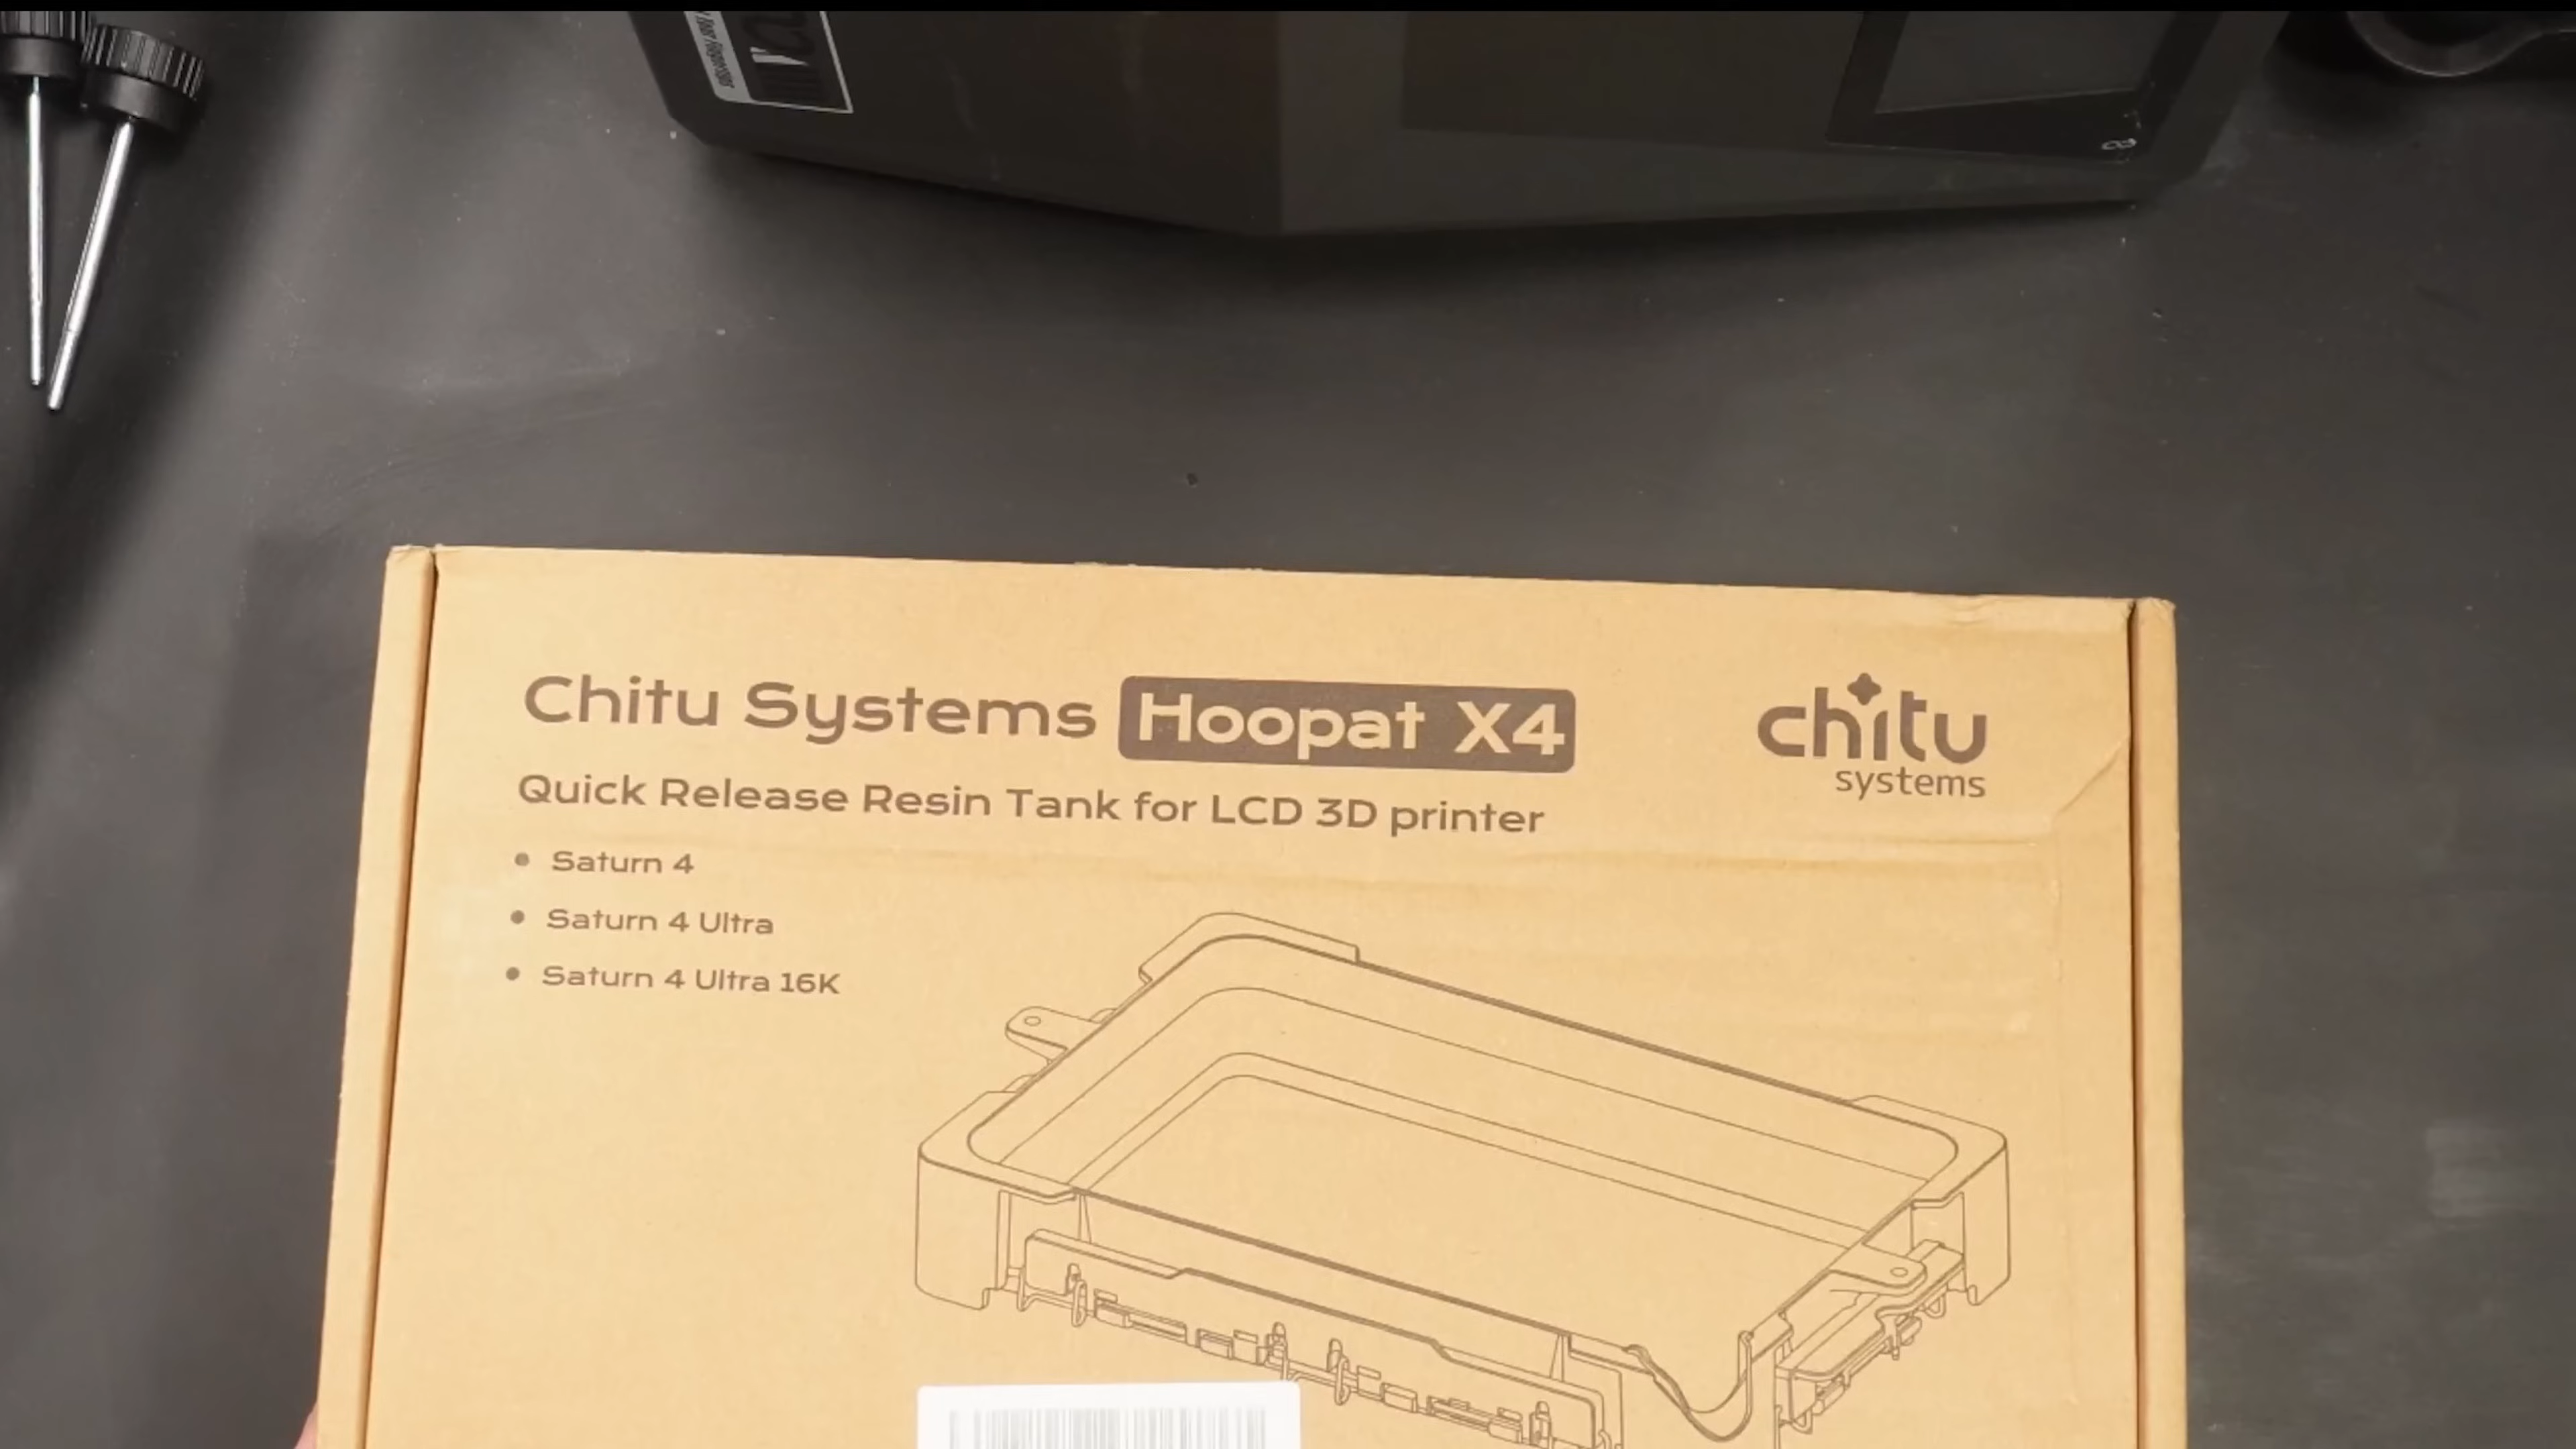 Chitu Systems Hoopat X4
chitu
systems
Quick Release Resin Tank for LCD 3D printer
Saturn 4
Saturn 4 Ultra
Saturn 4 Ultra 16K